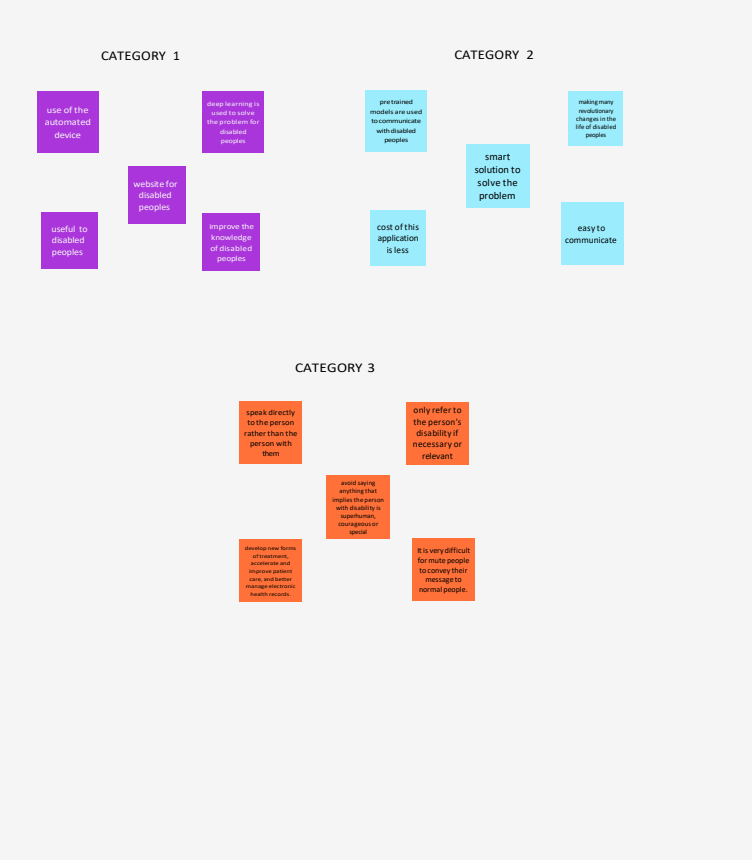 CATEGORY 1
use of the
automated
device
deep learning is
used to solve
the problem for
disabled
peoples
website for
disabled
peoples
useful to
disabled
peoples
improve the
knowledge
of disabled
peoples
CATEGORY 2
pre trained
models are used
to communicate
with disabled
peoples
making many
revolutionary
changes in the
life of disabled
peoples
smart
solution to
solve the
problem
cost of this
application
is less
easy to
communicate
CATEGORY 3
speak directly
to the person
rather than the
person with
them
only refer to
the person's
disability if
necessary or
relevant
avoid saying
anything that
implies the person
with disability is
superhuman,
courageous or
special
develop new forms
of treatment,
accelerate and
improve patient
care, and better
manage electronic
health records.
It is very difficult
for mute people
to convey their
message to
normal people.